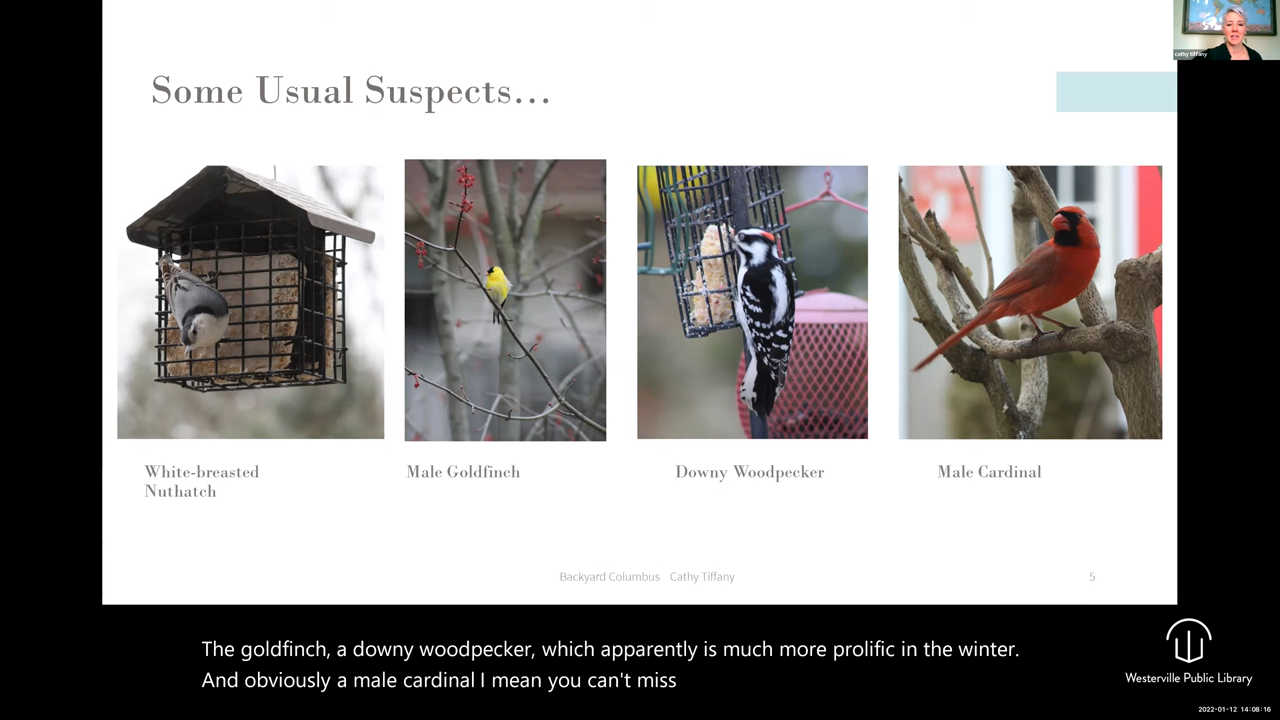 cathy tiffany
Some Usual Suspects...
White-breasted
Nuthatch
Male Goldfinch
Downy Woodpecker
Male Cardinal
Backyard Columbus Cathy Tiffany
5
The goldfinch, a downy woodpecker, which apparently is much more prolific in the winter.
And obviously a male cardinal I mean you can't miss
Westerville Public Library
2022-01-12 14:08:16